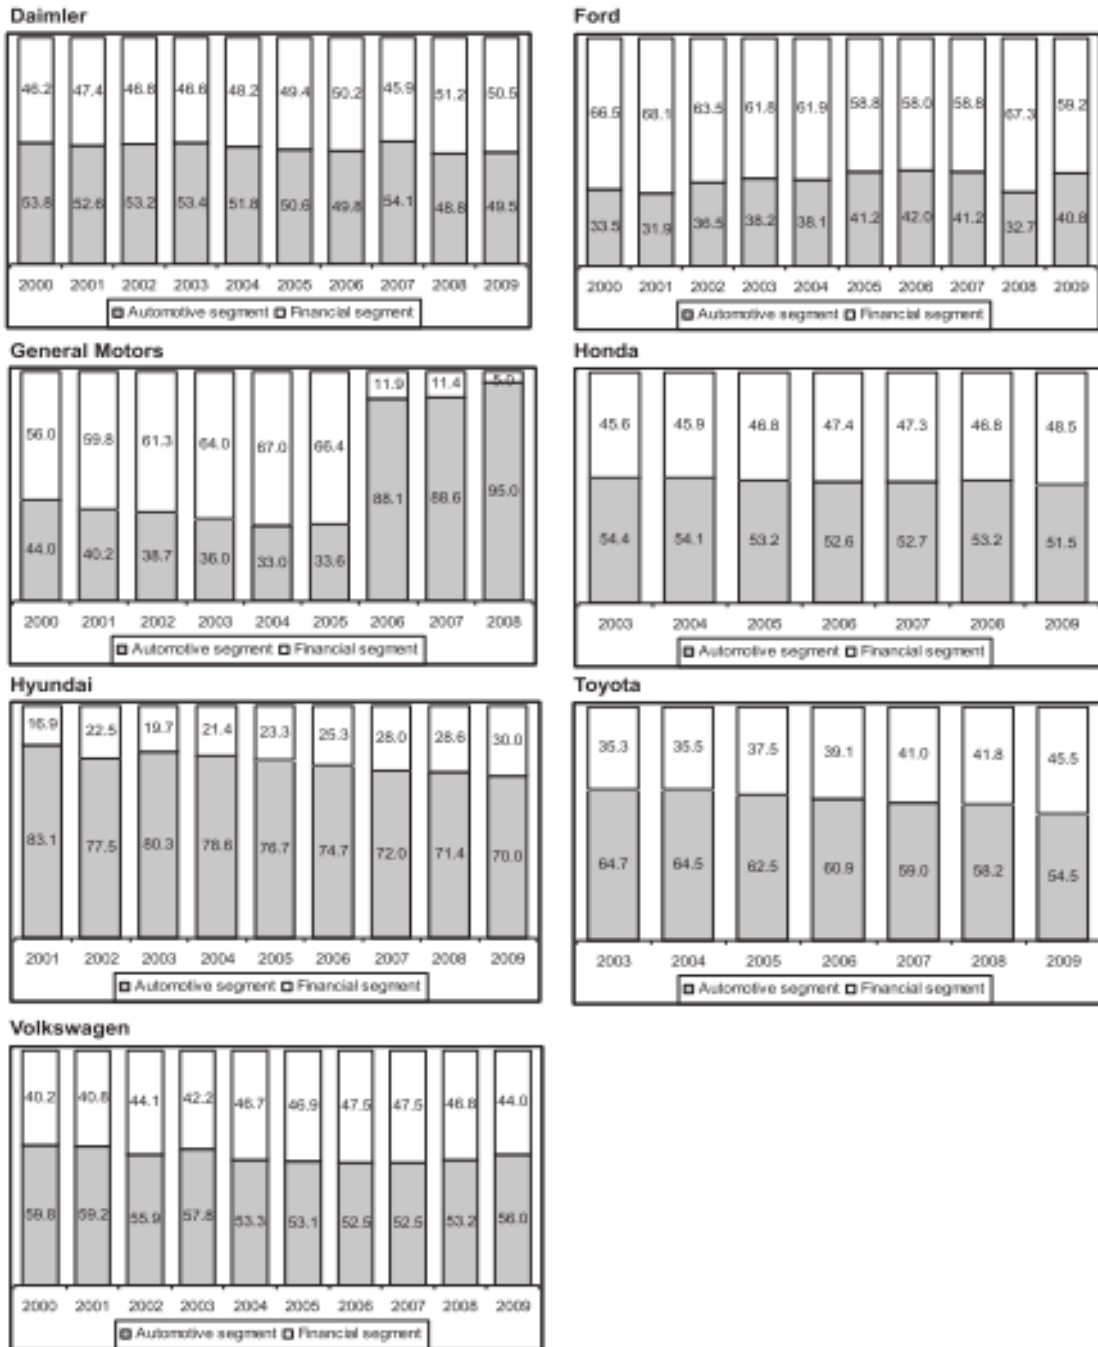 Daimler
46.2 47.4 46.8 46.6 48.2 49.4 50.2 45.9 51.2 50.5
53.8 52.6 53.2 53.4 51.8 50.6 49.8 54.1 48.8 49.5
2000 2001 2002 2003 2004 2005 2006 2007 2008 2009
Automotive segment Financial segment
Ford
66.5 68.1 63.5 61.8 61.9 58.8 58.0 58.8 67.3 59.2
33.5 31.9 36.5 38.2 38.1 41.2 42.0 41.2 32.7 40.8
2000 2001 2002 2003 2004 2005 2006 2007 2008 2009
Automotive segment Financial segment
General Motors
56.0 59.8 61.3 64.0 67.0 66.4 11.9 11.4 5.0
44.0 40.2 38.7 36.0 33.0 33.6 88.1 88.6 95.0
2000 2001 2002 2003 2004 2005 2006 2007 2008
Automotive segment Financial segment
Honda
45.6 45.9 46.8 47.4 47.3 46.8 48.5
54.4 54.1 53.2 52.6 52.7 53.2 51.5
2003 2004 2005 2006 2007 2008 2009
Automotive segment Financial segment
Hyundai
16.9 22.5 19.7 21.4 23.3 25.3 28.0 28.6 30.0
83.1 77.5 80.3 78.6 76.7 74.7 72.0 71.4 70.0
2001 2002 2003 2004 2005 2006 2007 2008 2009
Automotive segment Financial segment
Toyota
35.3 35.5 37.5 39.1 41.0 41.8 45.5
64.7 64.5 62.5 60.9 59.0 58.2 54.5
2003 2004 2005 2006 2007 2008 2009
Automotive segment Financial segment
Volkswagen
40.2 40.8 44.1 42.2 46.7 46.9 47.5 47.5 46.8 44.0
59.8 59.2 55.9 57.8 53.3 53.1 52.5 52.5 53.2 56.0
2000 2001 2002 2003 2004 2005 2006 2007 2008 2009
Automotive segment Financial segment